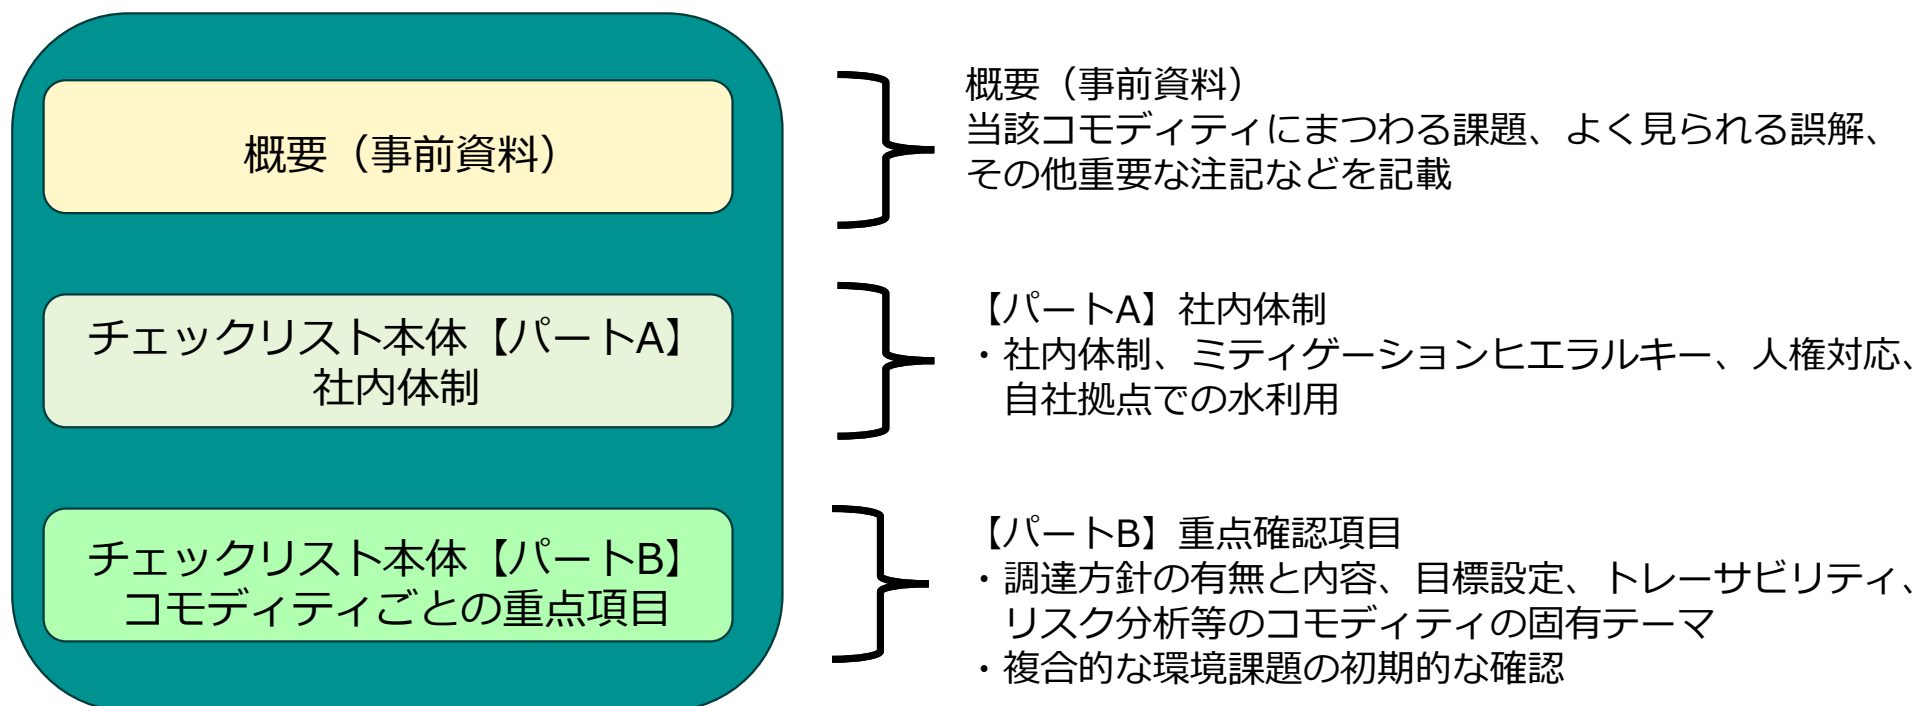 概要（事前資料）
チェックリスト本体【パートA】
社内体制
チェックリスト本体【パートB】
コモディティごとの重点項目
概要（事前資料）
当該コモディティにまつわる課題、よく見られる誤解、
その他重要な注記などを記載
【パートA】社内体制
・社内体制、ミティゲーションヒエラルキー、人権対応、
自社拠点での水利用
【パートB】重点確認項目
・調達方針の有無と内容、目標設定、トレーサビリティ、
リスク分析等のコモディティの固有テーマ
・複合的な環境課題の初期的な確認